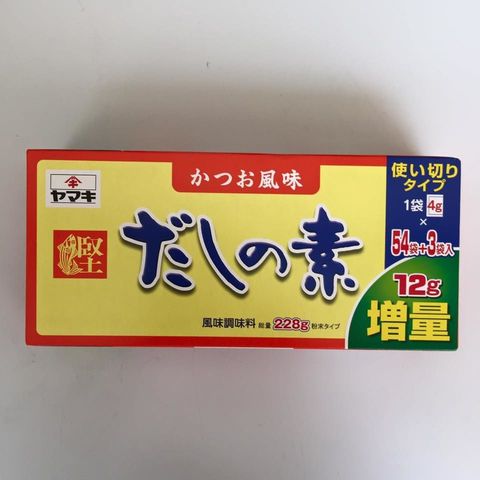 ヤマキ
かつお風味
堅
だしの素
風味調味料 総量 228g 粉末タイプ
使い切り
タイプ
1袋 4g
×
54袋+3袋入
12g
増量